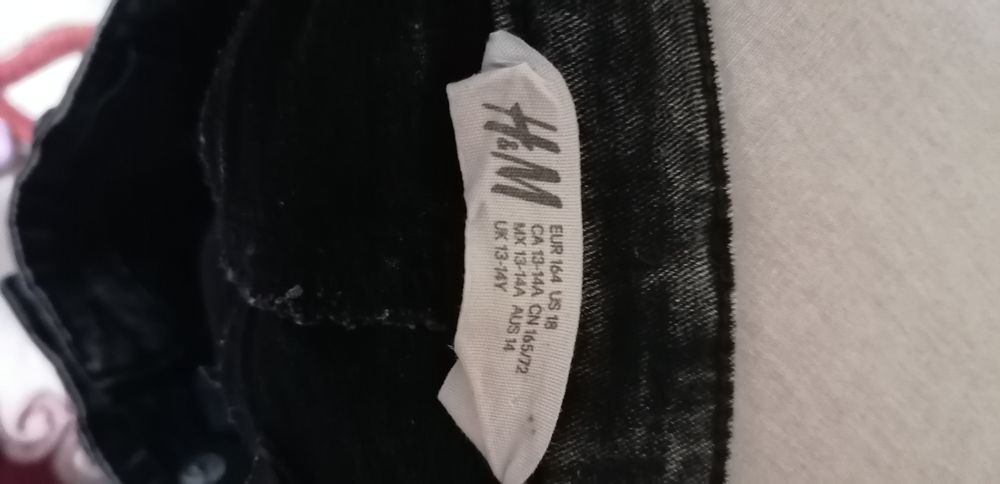 H&M
EUR 164 US 18
CA 13-14A CN 165/72
MX 13-14A AUS 14
UK 13-14Y